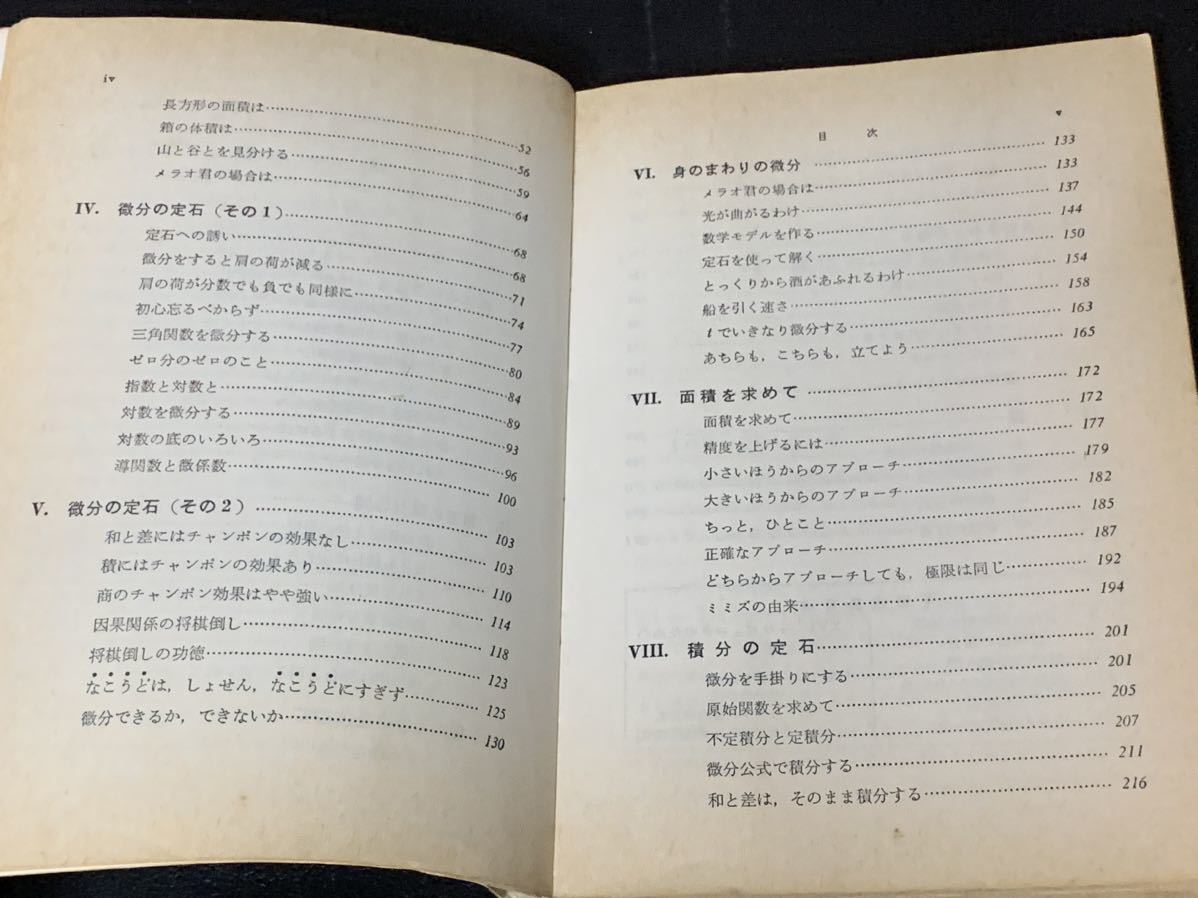 iv
長方形の面積は……52
箱の体積は……56
山と谷とを見分ける……59
メラオ君の場合は……64
IV. 微分の定石(その1)……68
定石への誘い……68
微分をすると肩の荷が減る……71
肩の荷が分数でも負でも同様に……74
初心忘るべからず……77
三角関数を微分する……80
ゼロ分のゼロのこと……84
指数と対数と……89
対数を微分する……93
対数の底のいろいろ……96
導関数と微係数……100
V. 微分の定石(その2)……103
和と差にはチャンポンの効果なし……103
積にはチャンポンの効果あり……110
商のチャンポン効果はやや強い……114
因果関係の将棋倒し……118
将棋倒しの功徳……123
なこうどは,しょせん,なこうどにすぎず……125
微分できるか,できないか……130
v
目次
VI. 身のまわりの微分……133
メラオ君の場合は……133
光が曲がるわけ……137
数学モデルを作る……144
定石を使って解く……150
とっくりから酒があふれるわけ……154
船を引く速さ……158
tでいきなり微分する……163
あちらも,こちらも,立てよう……165
VII. 面積を求めて……172
面積を求めて……172
精度を上げるには……177
小さいほうからのアプローチ……179
大きいほうからのアプローチ……182
ちっと,ひとこと……185
正確なアプローチ……187
どちらからアプローチしても,極限は同じ……192
ミミズの由来……194
VIII. 積分の定石……201
微分を手掛りにする……201
原始関数を求めて……205
不定積分と定積分……207
微分公式で積分する……211
和と差は,そのまま積分する……216